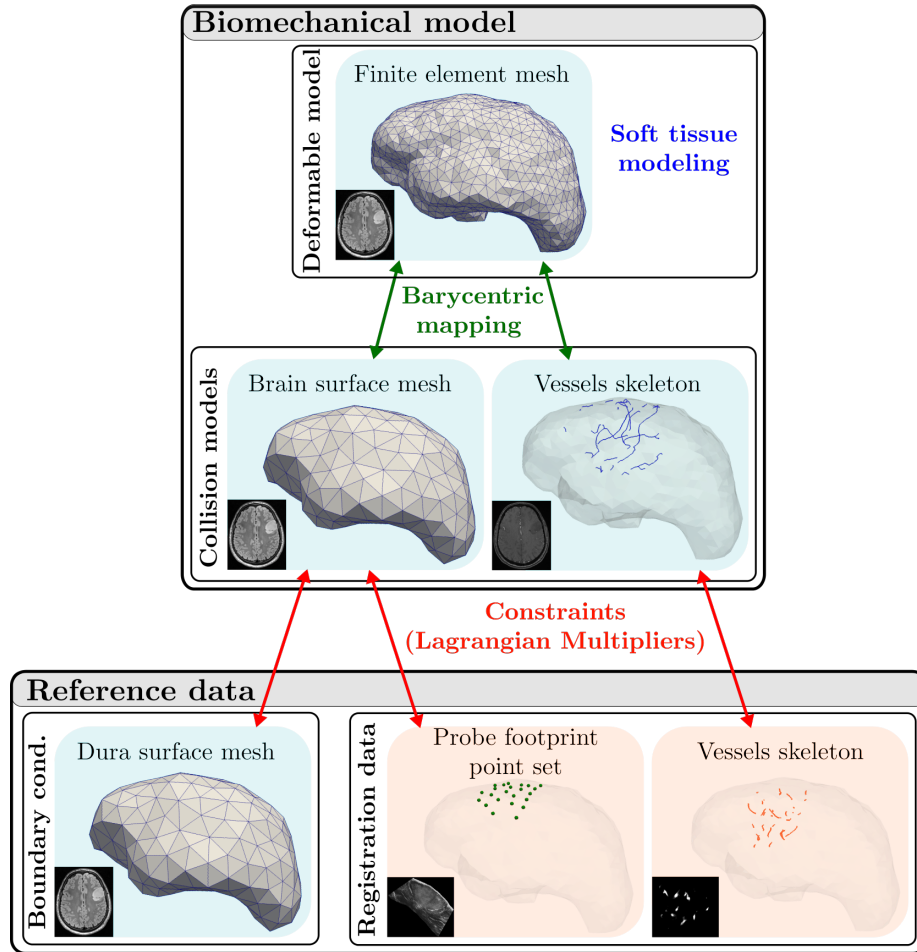 Biomechanical model
Deformable model
Finite element mesh
Soft tissue
modeling
Barycentric
mapping
Collision models
Brain surface mesh
Vessels skeleton
Constraints
(Lagrangian Multipliers)
Reference data
Boundary cond.
Dura surface mesh
Registration data
Probe footprint
point set
Vessels skeleton